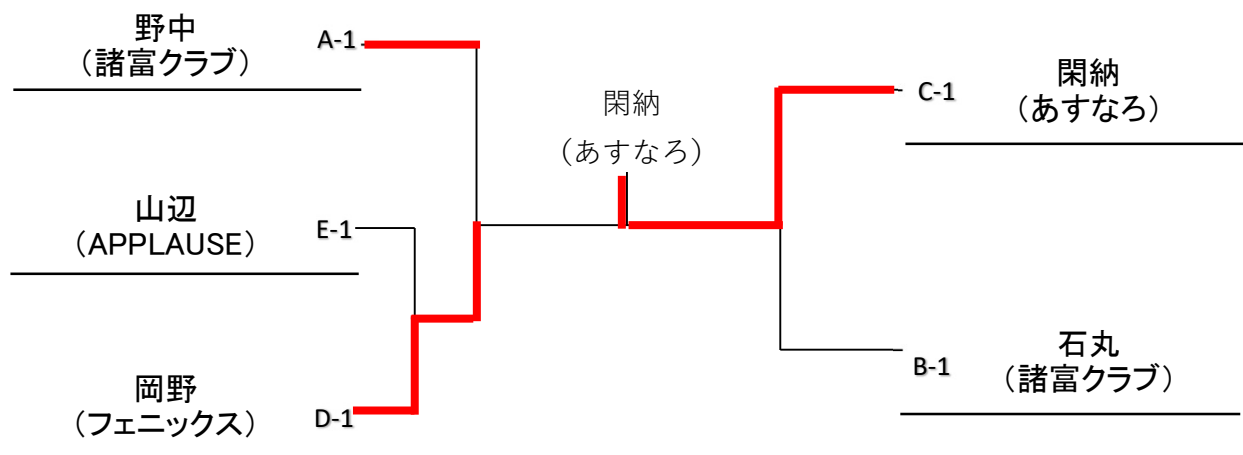 野中
（諸富クラブ）
A-1
山辺
（APPLAUSE）
E-1
岡野
（フェニックス）
D-1
閑納
（あすなろ）
C-1
閑納
（あすなろ）
B-1
石丸
（諸富クラブ）